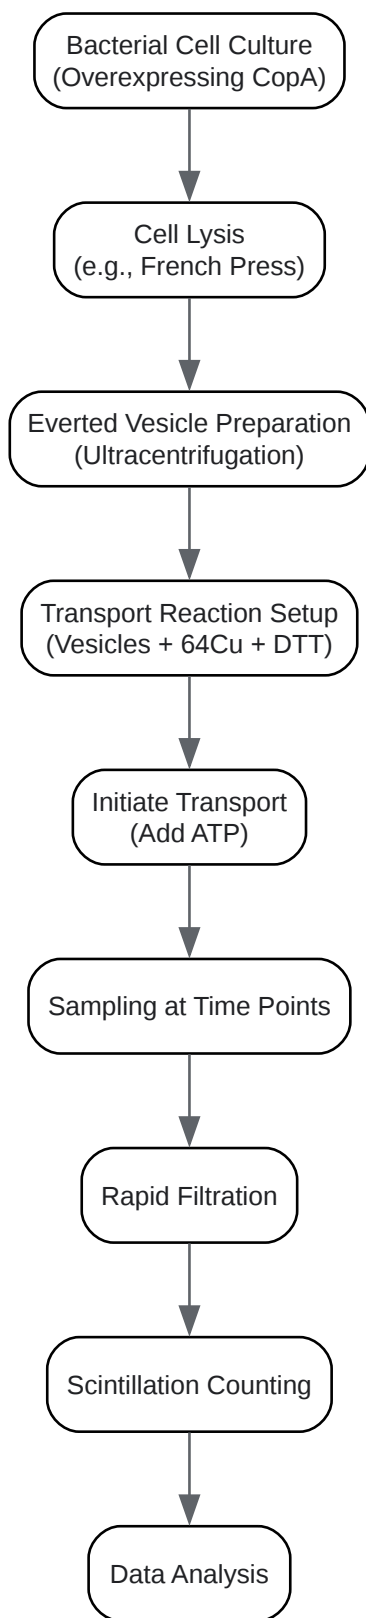 Bacterial Cell Culture
(Overexpressing CopA)
Cell Lysis
(e.g., French Press)
Everted Vesicle Preparation
(Ultracentrifugation)
Transport Reaction Setup
(Vesicles + 64Cu + DTT)
Initiate Transport
(Add ATP)
Sampling at Time Points
Rapid Filtration
Scintillation Counting
Data Analysis